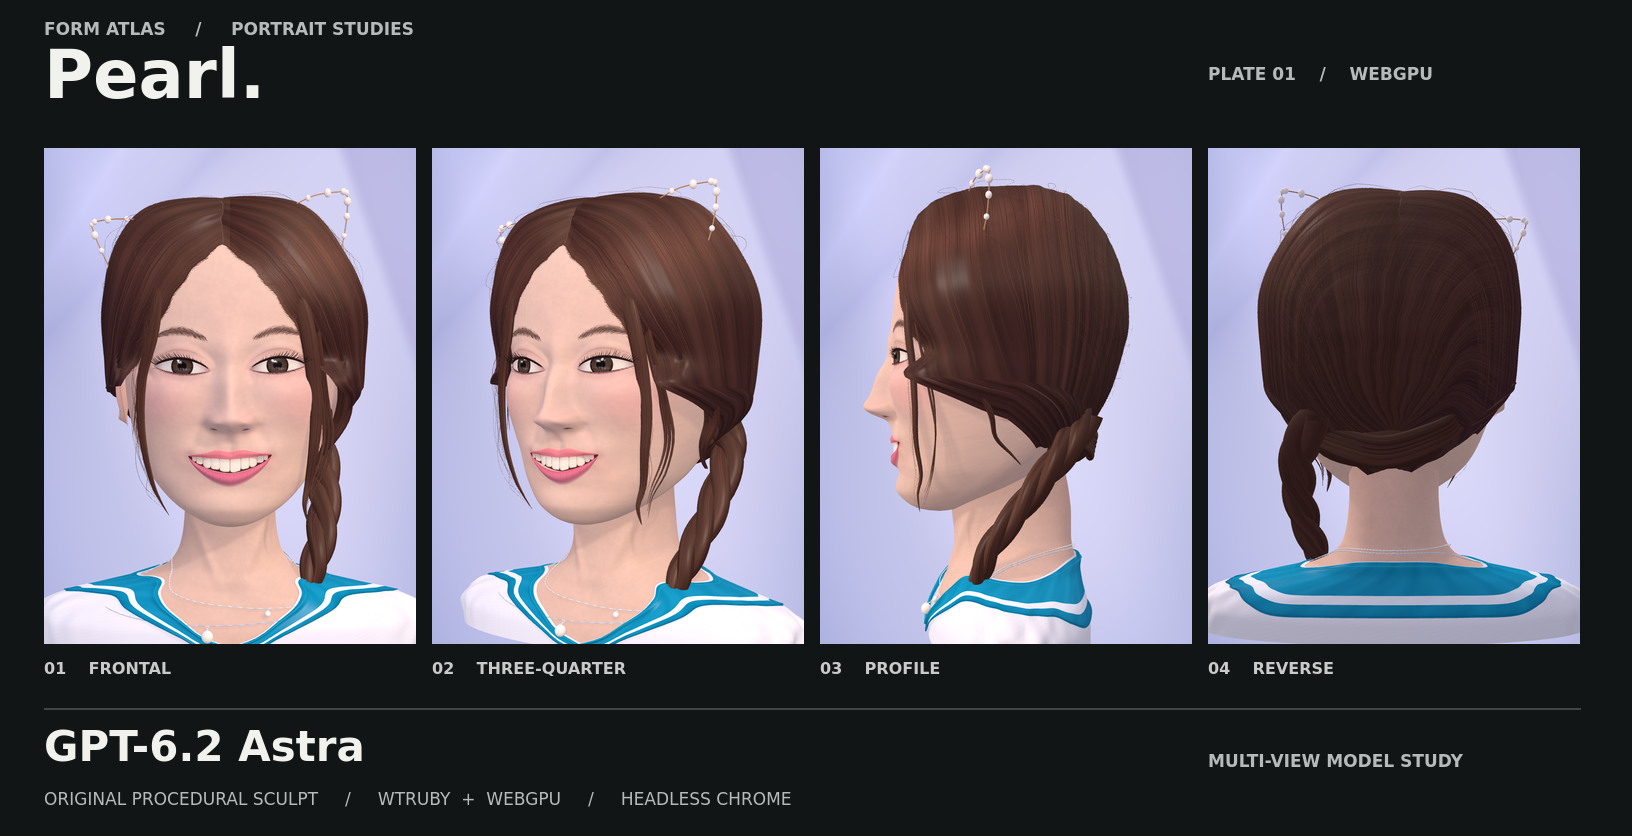 FORM ATLAS / PORTRAIT STUDIES
Pearl.
PLATE 01 / WEBGPU
01 FRONTAL
02 THREE-QUARTER
03 PROFILE
04 REVERSE
GPT-6.2 Astra
MULTI-VIEW MODEL STUDY
ORIGINAL PROCEDURAL SCULPT / WTRUBY + WEBGPU / HEADLESS CHROME